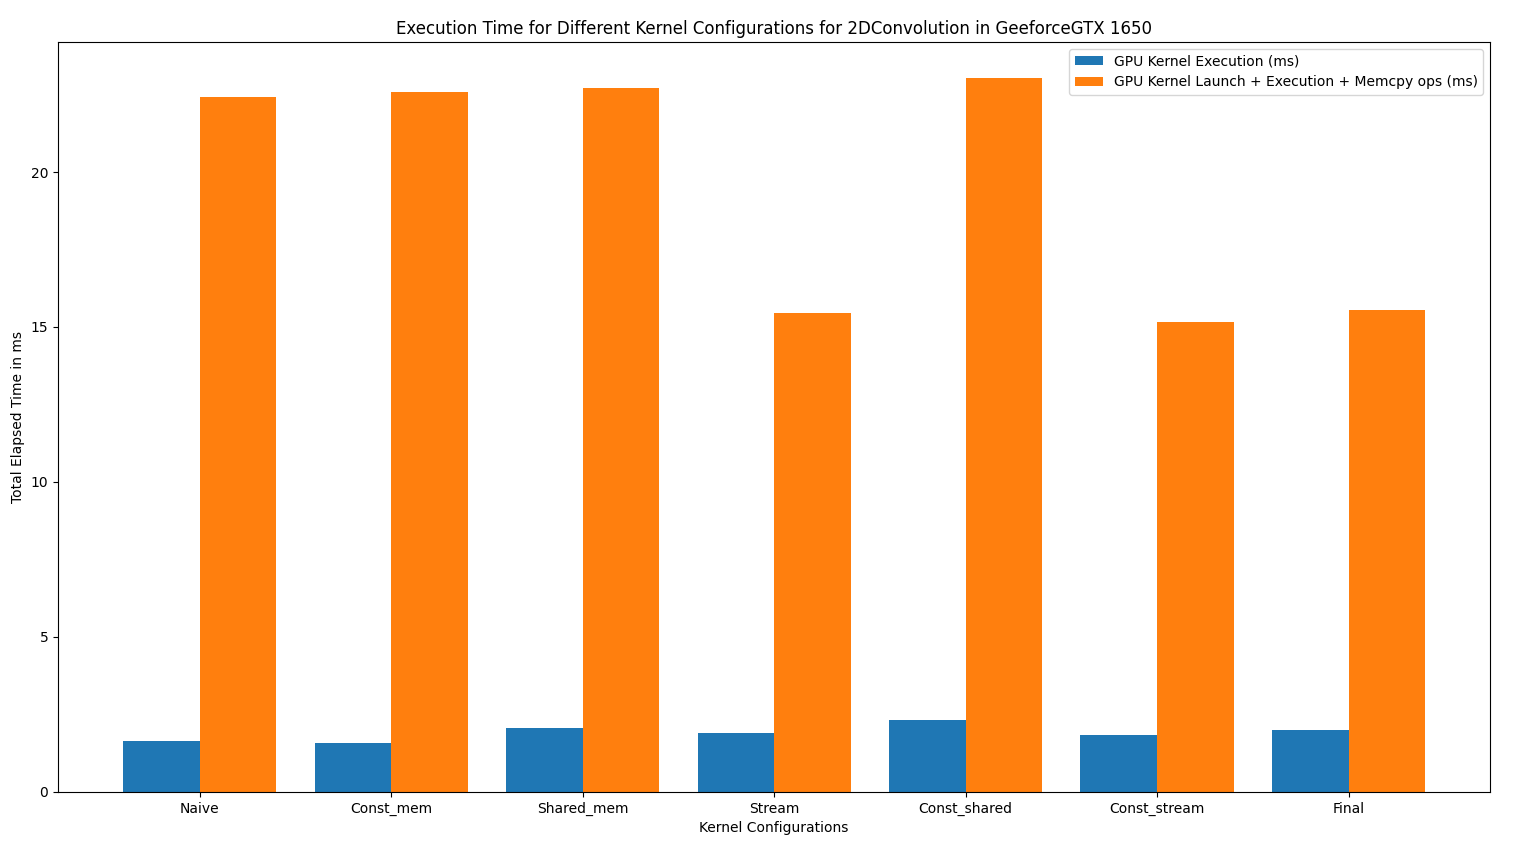 Execution Time for Different Kernel Configurations for 2DConvolution in GeeforceGTX 1650
GPU Kernel Execution (ms)
GPU Kernel Launch + Execution + Memcpy ops (ms)
Total Elapsed Time in ms
20
15
10
5
0
Naive Const_mem Shared_mem Stream Const_shared Const_stream Final
Kernel Configurations